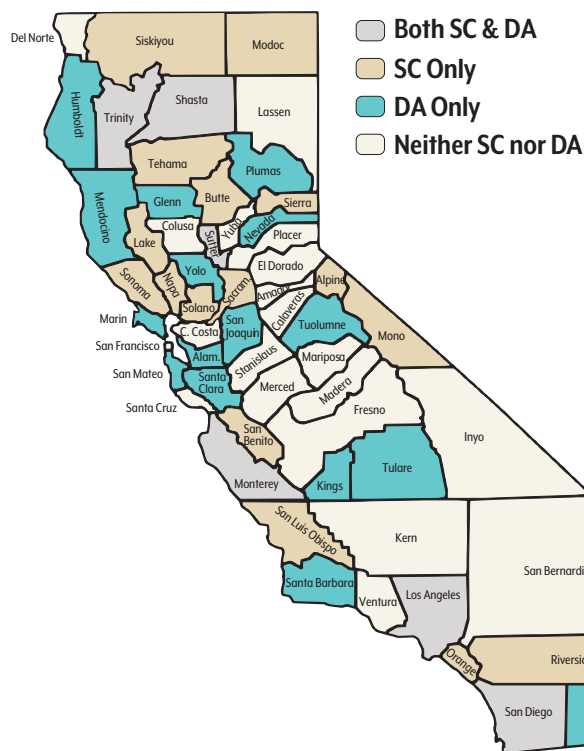 Del Norte
Siskiyou
Modoc
Both SC & DA
SC Only
DA Only
Neither SC nor DA
Humboldt
Trinity
Shasta
Lassen
Tehama
Plumas
Mendocino
Glenn
Butte
Sierra
Colusa
Sutter
Yuba
Nevada
Placer
Lake
Yolo
El Dorado
Sonoma
Napa
Solano
Sacram.
Amador
Alpine
Calaveras
Marin
C. Costa
San
Joaquin
Tuolumne
Mono
San Francisco
Alam.
Stanislaus
Mariposa
San Mateo
Santa
Clara
Merced
Madera
Santa Cruz
Fresno
Inyo
San
Benito
Monterey
Kings
Tulare
San Luis Obispo
Kern
San Bernardi
Santa Barbara
Ventura
Los Angeles
Orange
Riversid
San Diego